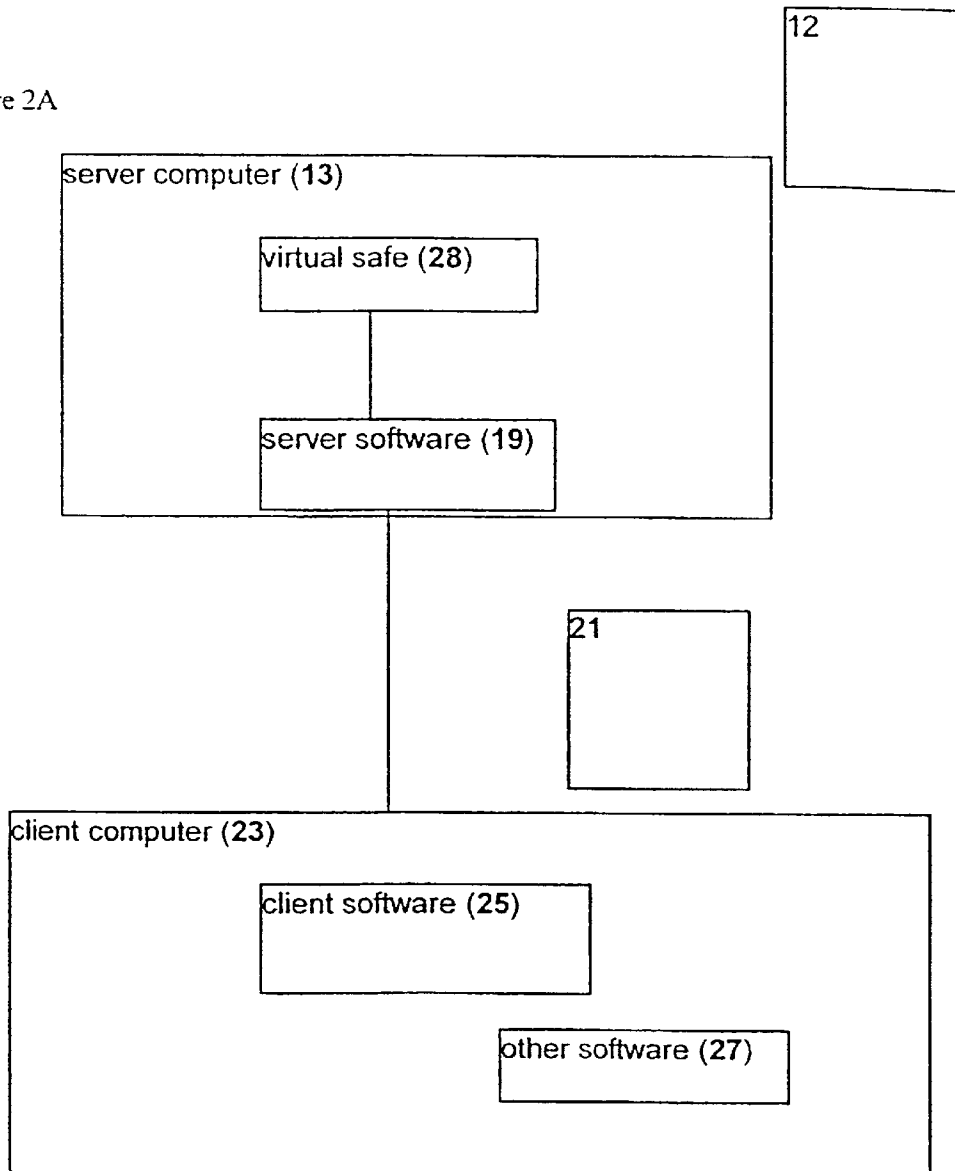 12
2A
server computer (13)
virtual safe (28)
server software (19)
21
client computer (23)
client software (25)
other software (27)